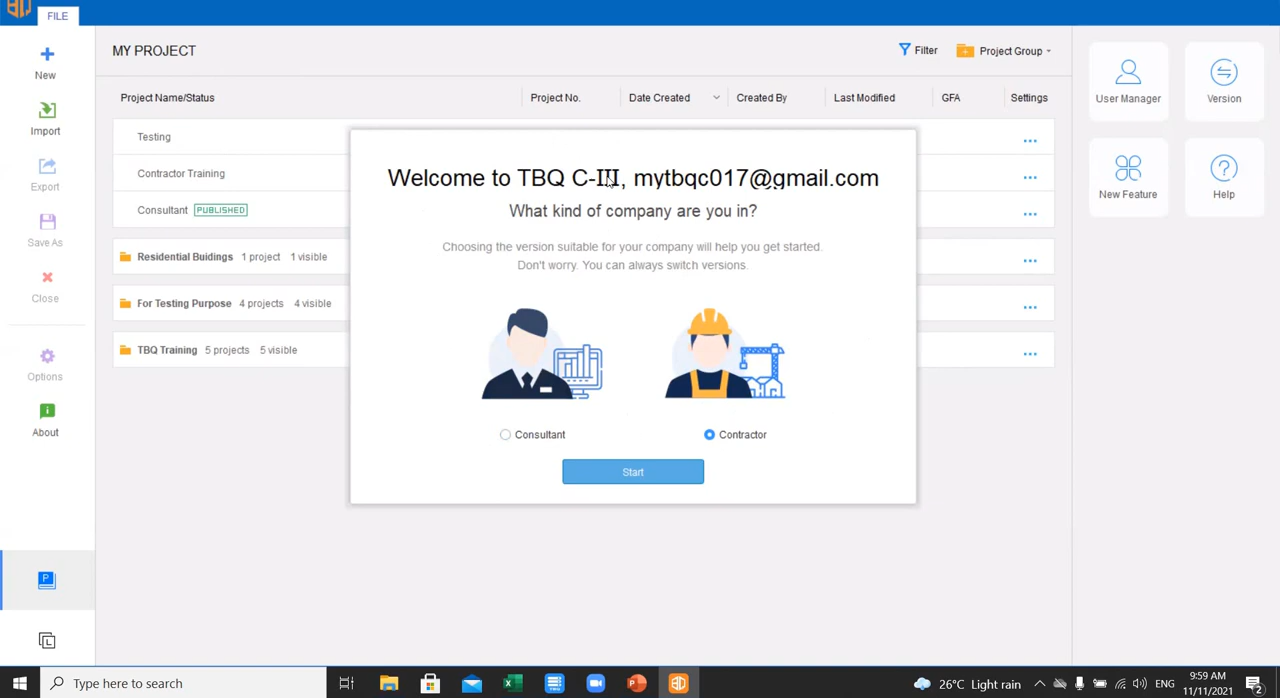 FILE
New
Import
Export
Save As
Close
Options
About
MY PROJECT
Filter
Project Group
Project Name/Status
Project No.
Date Created
Created By
Last Modified
GFA
Settings
Testing
Contractor Training
Consultant PUBLISHED
Residential Buidings 1 project 1 visible
For Testing Purpose 4 projects 4 visible
TBQ Training 5 projects 5 visible
Welcome to TBQ C-III, mytbqc017@gmail.com
What kind of company are you in?
Choosing the version suitable for your company will help you get started.
Don't worry. You can always switch versions.
Consultant
Contractor
Start
User Manager
Version
New Feature
Help
Type here to search
26°C Light rain
ENG
9:59 AM
11/11/2021
2